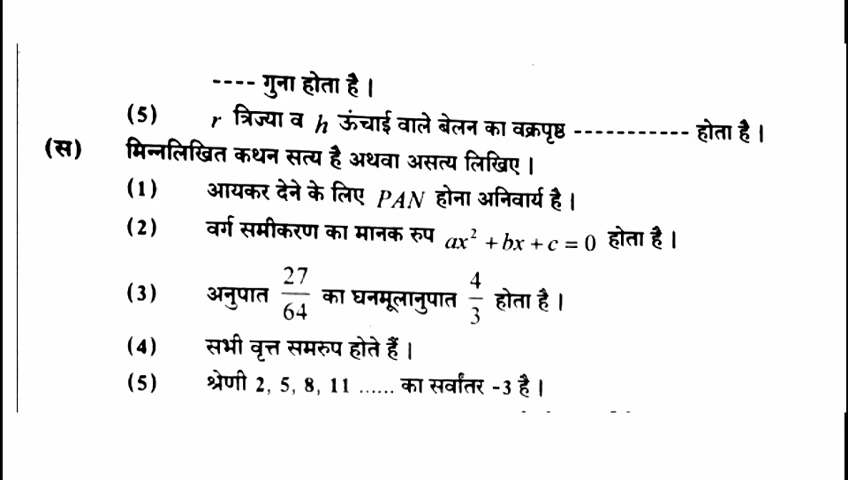 ---- गुना होता है ।
(5) r त्रिज्या व h ऊंचाई वाले बेलन का वक्रपृष्ठ ----------- होता है ।
(स) मिन्नलिखित कथन सत्य है अथवा असत्य लिखिए ।
(1) आयकर देने के लिए PAN होना अनिवार्य है ।
(2) वर्ग समीकरण का मानक रुप ax² + bx + c = 0 होता है ।
(3) अनुपात 27/64 का घनमूलानुपात 4/3 होता है ।
(4) सभी वृत्त समरुप होते हैं ।
(5) श्रेणी 2, 5, 8, 11 ...... का सर्वांतर -3 है ।